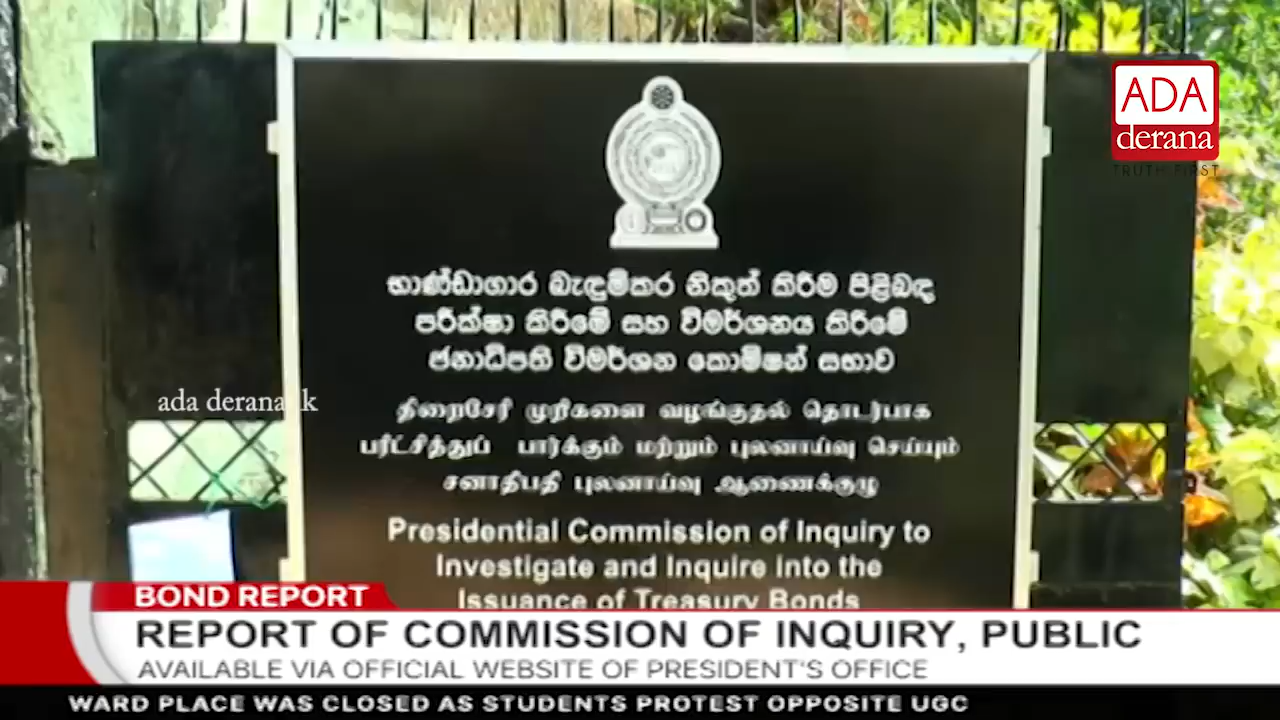 ADA
derana
TRUTH FIRST
භාණ්ඩාගාර බැඳුම්කර නිකුත් කිරීම පිළිබඳ
පරීක්ෂා කිරීමේ සහ විමර්ශනය කිරීමේ
ජනාධිපති විමර්ශන කොමිෂන් සභාව
ada derana.lk
திறைசேரி முறிகளை வழங்குதல் தொடர்பாக
பரீட்சித்துப் பார்க்கும் மற்றும் புலனாய்வு செய்யும்
சனாதிபதி புலனாய்வு ஆணைக்குழு
Presidential Commission of Inquiry to
Investigate and Inquire into the
Issuance of Treasury Bonds
BOND REPORT
REPORT OF COMMISSION OF INQUIRY, PUBLIC
AVAILABLE VIA OFFICIAL WEBSITE OF PRESIDENT'S OFFICE
WARD PLACE WAS CLOSED AS STUDENTS PROTEST OPPOSITE UGC